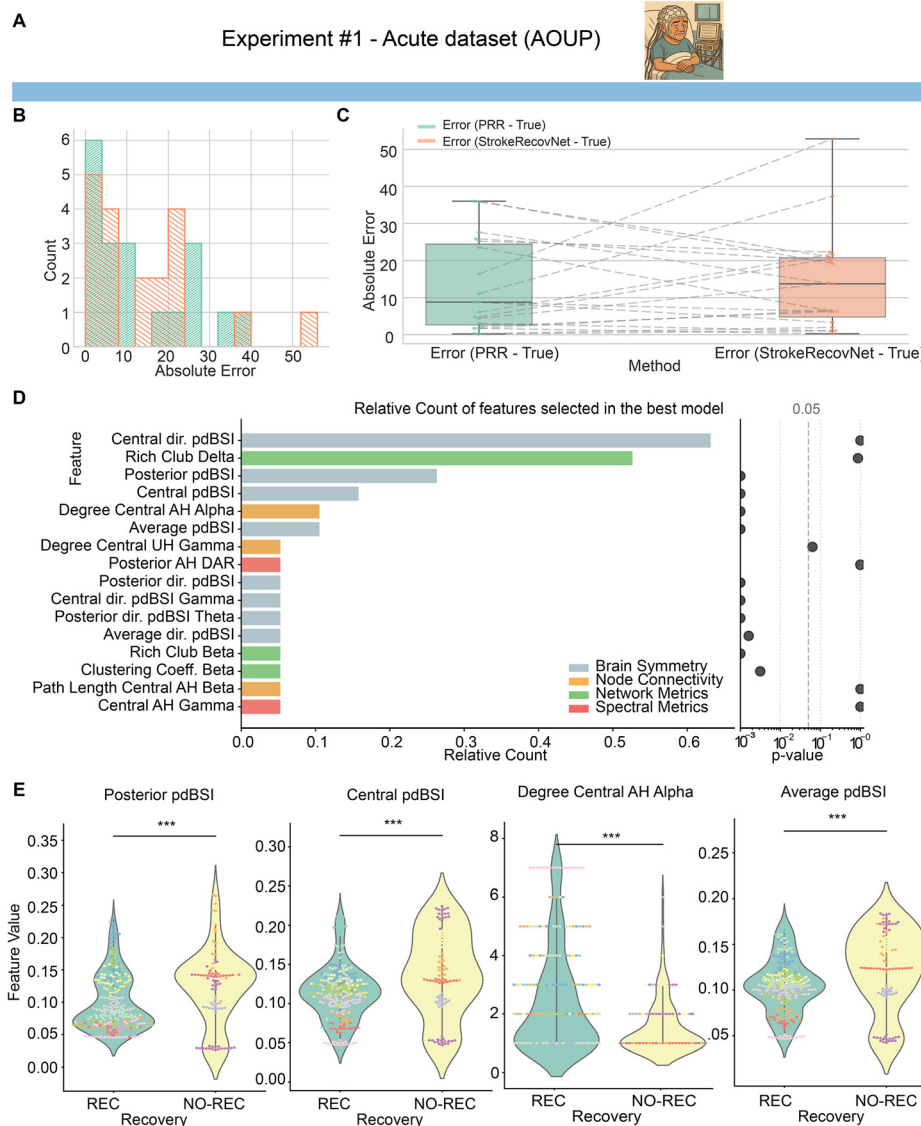 A
Experiment #1 - Acute dataset (AOUP)
B
6
5
4
3
2
1
0
Count
0 10 20 30 40 50
Absolute Error
C
Error (PRR - True)
Error (StrokeRecovNet - True)
50
40
30
20
10
0
Absolute Error
Error (PRR - True) Error (StrokeRecovNet - True)
Method
D
Relative Count of features selected in the best model
0.05
Feature
Central dir. pdBSI
Rich Club Delta
Posterior pdBSI
Central pdBSI
Degree Central AH Alpha
Average pdBSI
Degree Central UH Gamma
Posterior AH DAR
Posterior dir. pdBSI
Central dir. pdBSI Gamma
Posterior dir. pdBSI Theta
Average dir. pdBSI
Rich Club Beta
Clustering Coeff. Beta
Path Length Central AH Beta
Central AH Gamma
Brain Symmetry
Node Connectivity
Network Metrics
Spectral Metrics
0.0 0.1 0.2 0.3 0.4 0.5 0.6
Relative Count
10⁻³ 10⁻² 10⁻¹ 10⁻⁰
p-value
E
Posterior pdBSI
***
0.35
0.30
0.25
0.20
0.15
0.10
0.05
0.00
Feature Value
REC NO-REC
Recovery
Central pdBSI
***
0.30
0.25
0.20
0.15
0.10
0.05
0.00
REC NO-REC
Recovery
Degree Central AH Alpha
***
8
6
4
2
0
REC NO-REC
Recovery
Average pdBSI
***
0.20
0.15
0.10
0.05
REC NO-REC
Recovery